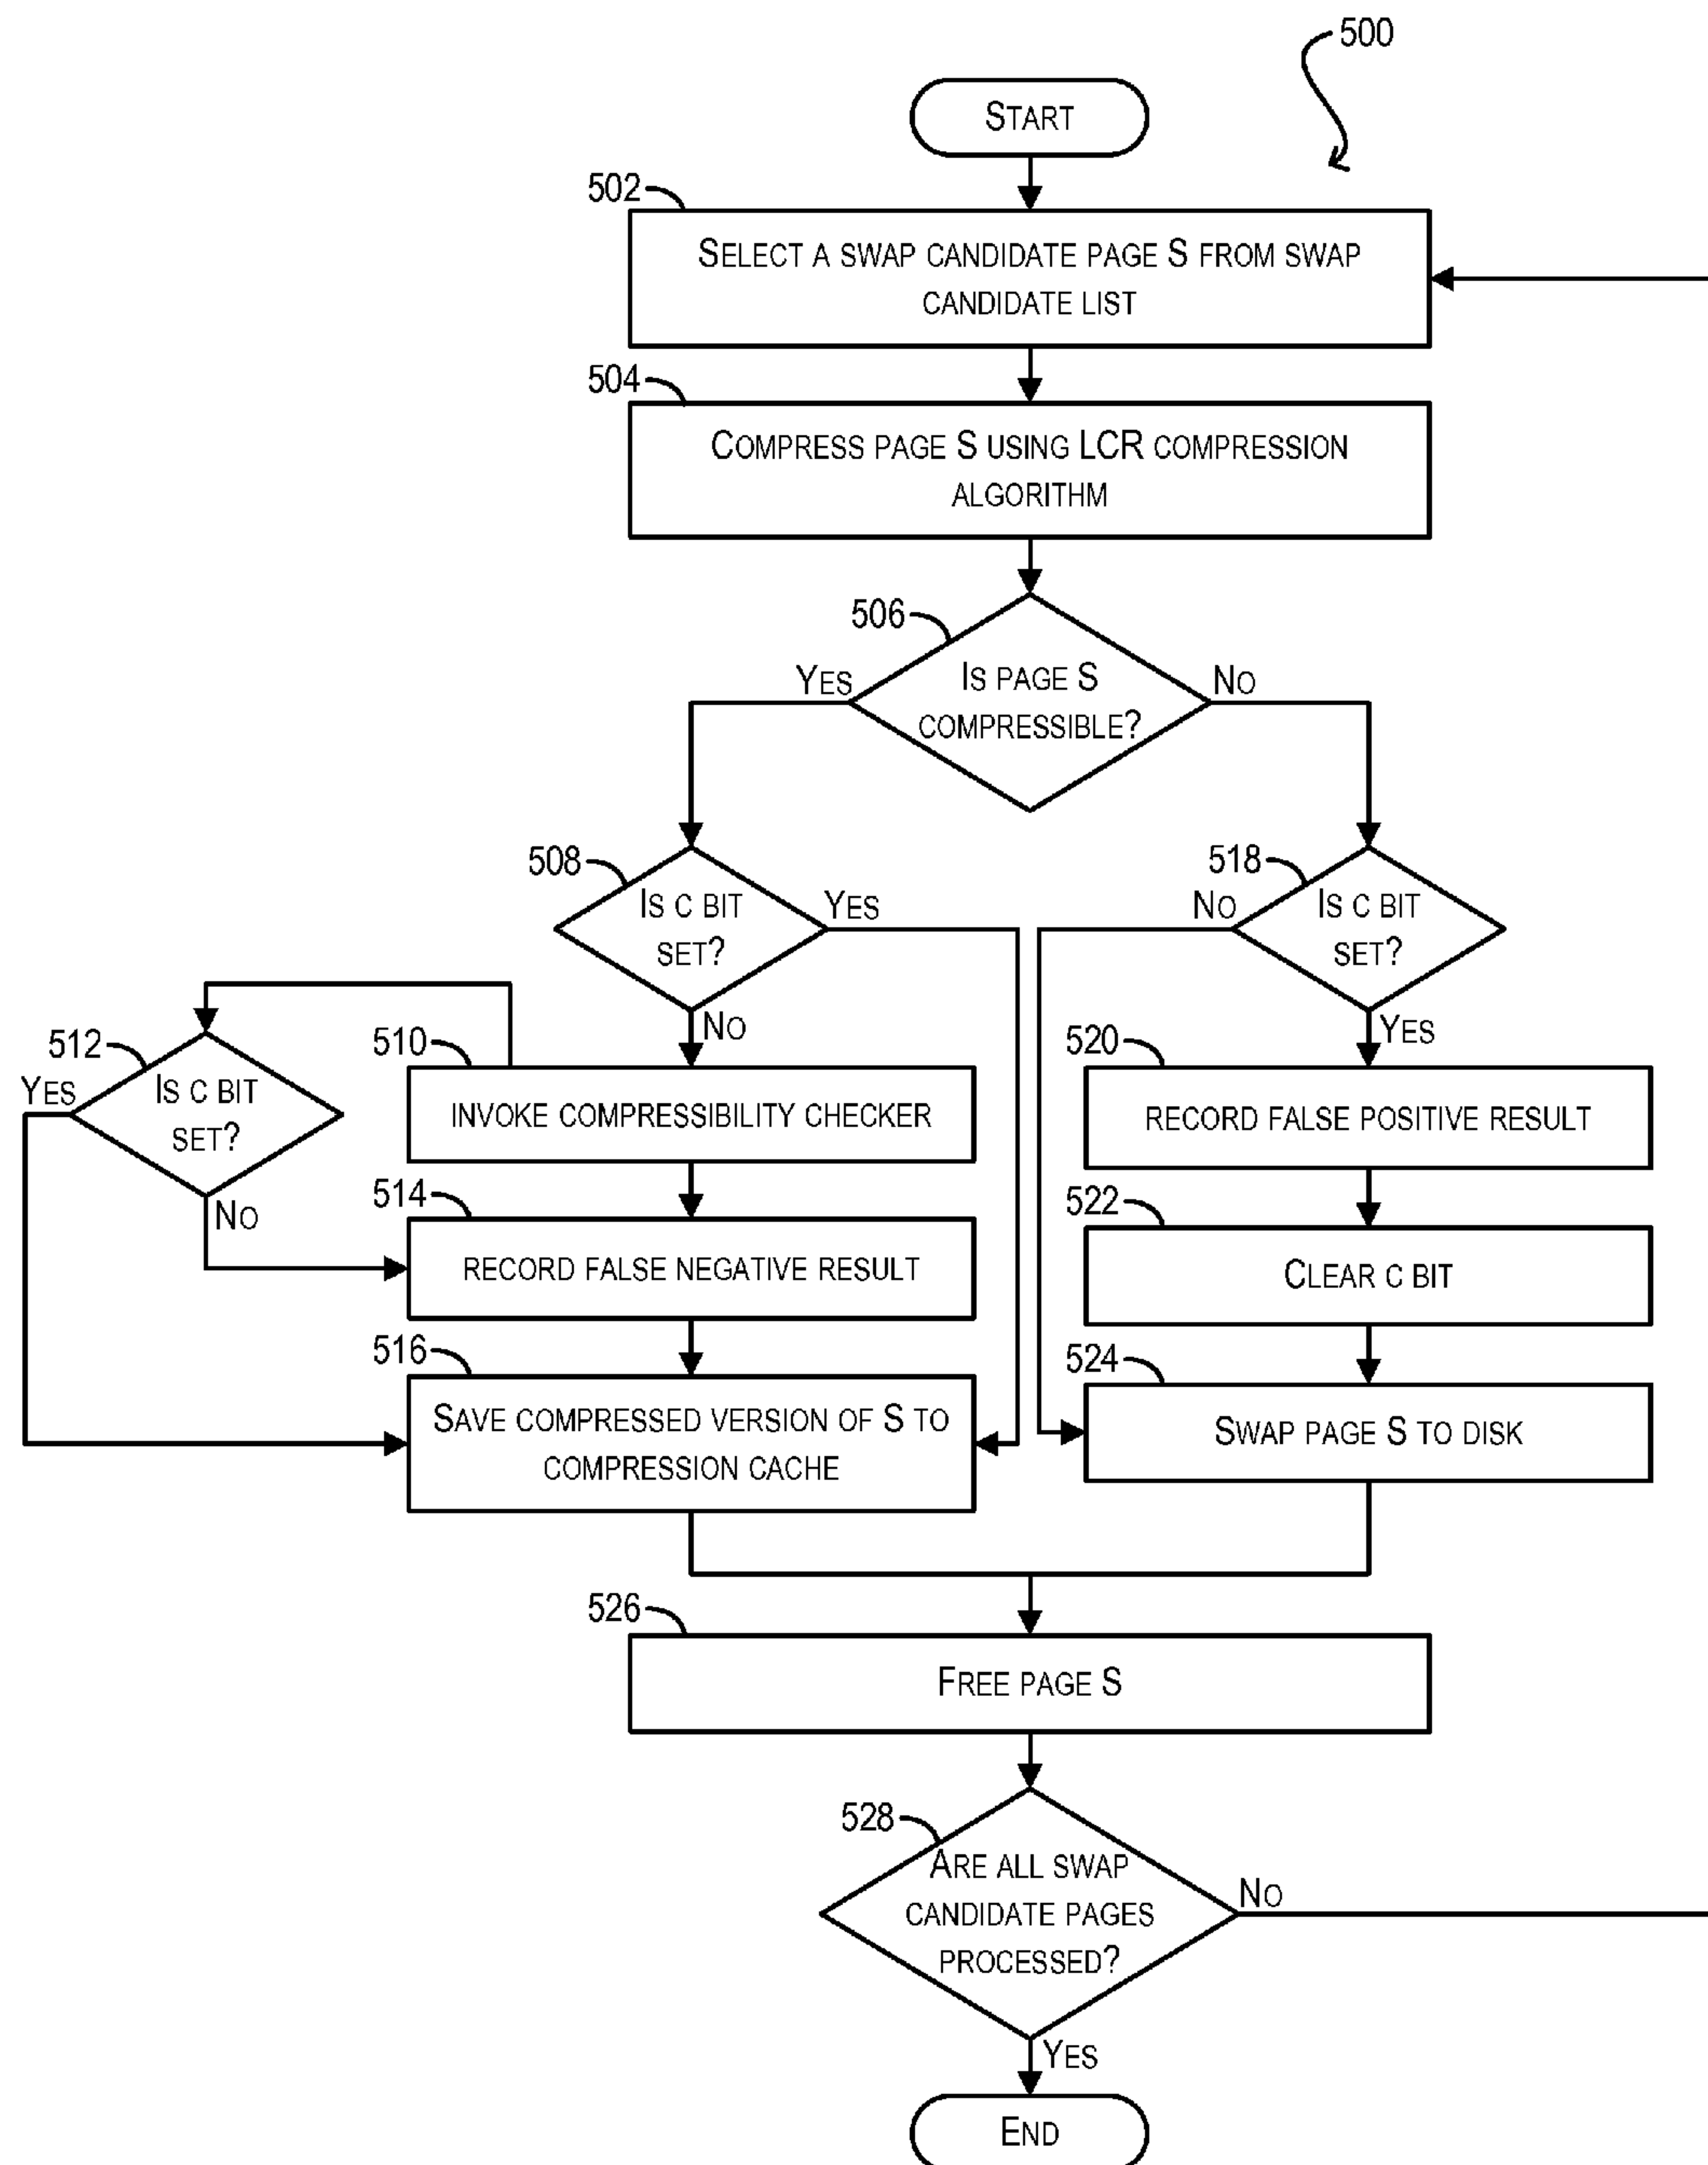 500
START
502
SELECT A SWAP CANDIDATE PAGE S FROM SWAP
CANDIDATE LIST
504
COMPRESS PAGE S USING LCR COMPRESSION
ALGORITHM
506
IS PAGE S
COMPRESSIBLE?
YES
NO
508
IS C BIT
SET?
YES
NO
518
IS C BIT
SET?
NO
YES
512
IS C BIT
SET?
YES
NO
510
INVOKE COMPRESSIBILITY CHECKER
520
RECORD FALSE POSITIVE RESULT
514
RECORD FALSE NEGATIVE RESULT
522
CLEAR C BIT
516
SAVE COMPRESSED VERSION OF S TO
COMPRESSION CACHE
524
SWAP PAGE S TO DISK
526
FREE PAGE S
528
ARE ALL SWAP
CANDIDATE PAGES
PROCESSED?
NO
YES
END